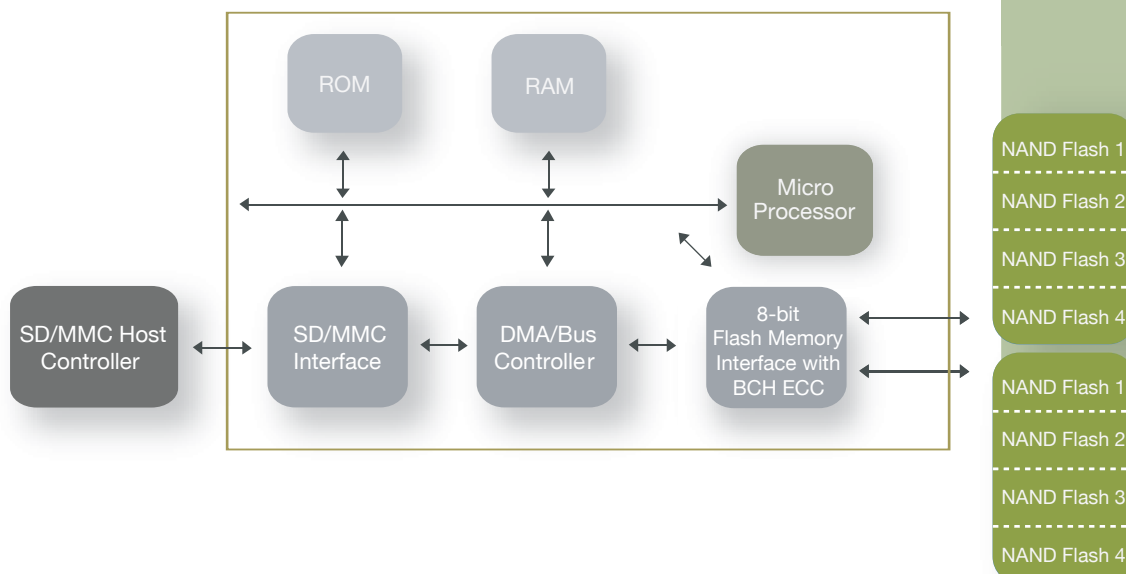 ROM
RAM
Micro
Processor
SD/MMC Host
Controller
SD/MMC
Interface
DMA/Bus
Controller
8-bit
Flash Memory
Interface with
BCH ECC
NAND Flash 1
NAND Flash 2
NAND Flash 3
NAND Flash 4
NAND Flash 1
NAND Flash 2
NAND Flash 3
NAND Flash 4